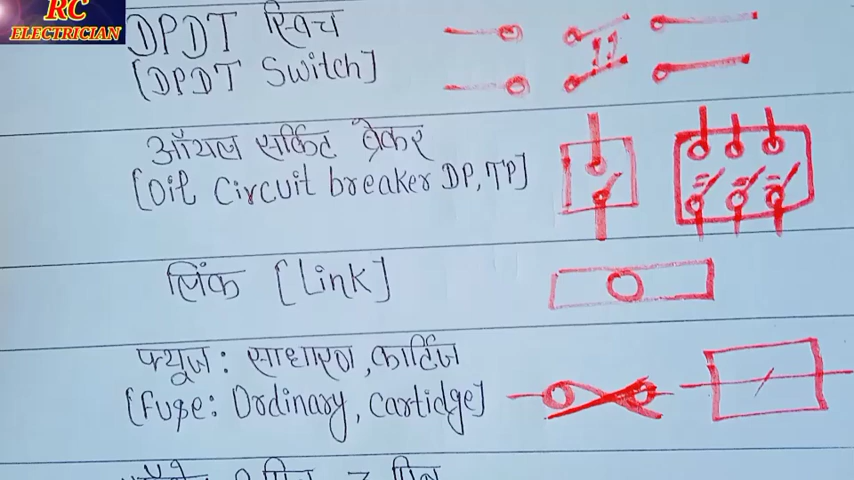 RC
ELECTRICIAN
DPDT स्विच
[DPDT Switch]
ऑयल सर्किट ब्रेकर
[Oil Circuit breaker DP, TP]
लिंक [Link]
फ्यूज: साधारण, कार्टिज
[Fuse: Ordinary, Cartidge]